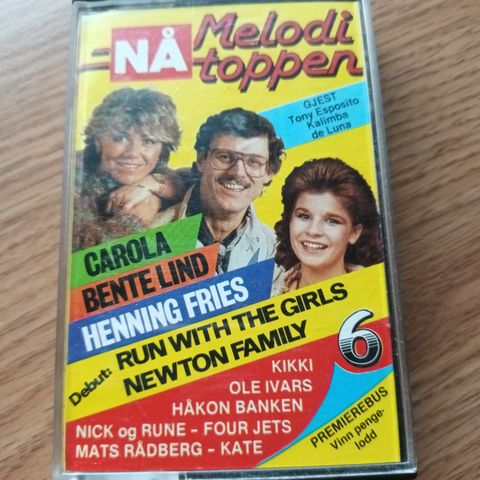 NÅ Melodi
toppen
GJEST
Tony Esposito
Kalimba
de Luna
CAROLA
BENTE LIND
HENNING FRIES
Debut: RUN WITH THE GIRLS
NEWTON FAMILY
6
KIKKI
OLE IVARS
HÅKON BANKEN
NICK og RUNE – FOUR JETS
MATS RÅDBERG – KATE
PREMIEREBUS
Vinn penge-
lodd